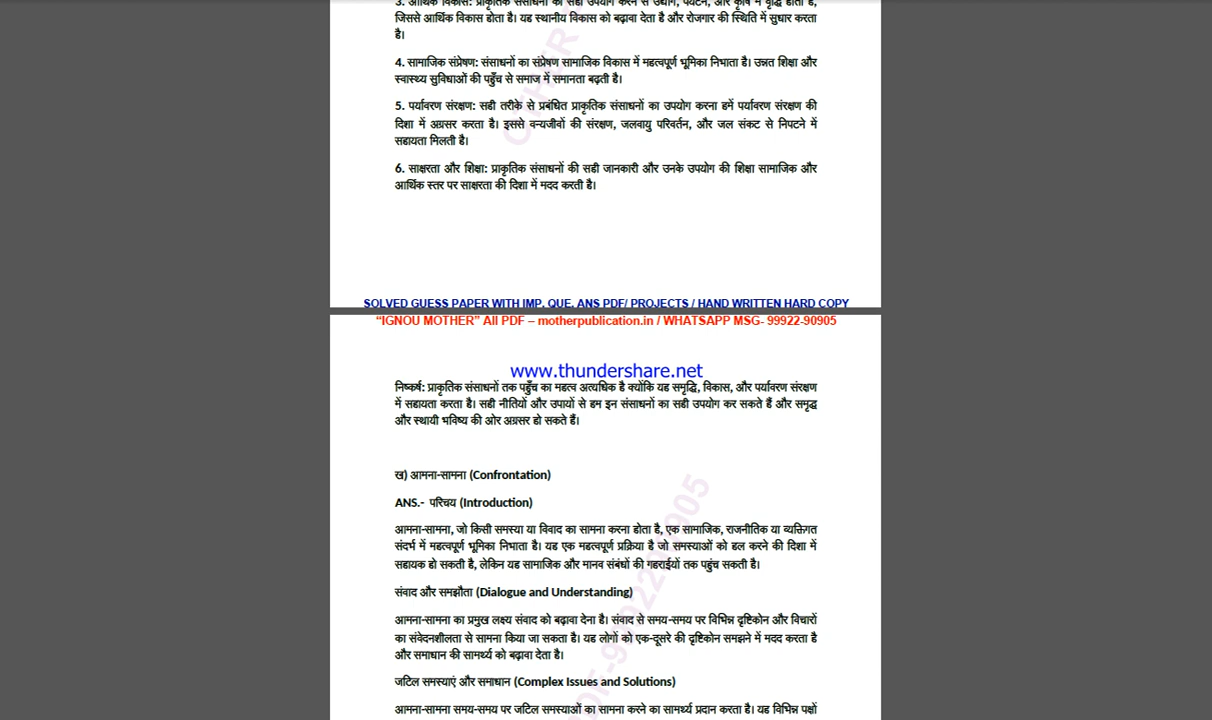 3. आर्थिक विकास: प्राकृतिक संसाधनों का सही उपयोग करने से उद्योग, पर्यटन, और कृषि में वृद्धि होती है,
जिससे आर्थिक विकास होता है। यह स्थानीय विकास को बढ़ावा देता है और रोजगार की स्थिति में सुधार करता
है।
4. सामाजिक संप्रेषण: संसाधनों का संप्रेषण सामाजिक विकास में महत्वपूर्ण भूमिका निभाता है। उन्नत शिक्षा और
स्वास्थ्य सुविधाओं की पहुँच से समाज में समानता बढ़ती है।
5. पर्यावरण संरक्षण: सही तरीके से प्रबंधित प्राकृतिक संसाधनों का उपयोग करना हमें पर्यावरण संरक्षण की
दिशा में अग्रसर करता है। इससे वन्यजीवों की संरक्षण, जलवायु परिवर्तन, और जल संकट से निपटने में
सहायता मिलती है।
6. साक्षरता और शिक्षा: प्राकृतिक संसाधनों की सही जानकारी और उनके उपयोग की शिक्षा सामाजिक और
आर्थिक स्तर पर साक्षरता की दिशा में मदद करती है।
SOLVED GUESS PAPER WITH IMP. QUE. ANS PDF/ PROJECTS / HAND WRITTEN HARD COPY
“IGNOU MOTHER” All PDF – motherpublication.in / WHATSAPP MSG- 99922-90905
www.thundershare.net
निष्कर्ष: प्राकृतिक संसाधनों तक पहुँच का महत्व अत्यधिक है क्योंकि यह समृद्धि, विकास, और पर्यावरण संरक्षण
में सहायता करता है। सही नीतियों और उपायों से हम इन संसाधनों का सही उपयोग कर सकते हैं और समृद्ध
और स्थायी भविष्य की ओर अग्रसर हो सकते हैं।
ख) आमना-सामना (Confrontation)
ANS.- परिचय (Introduction)
आमना-सामना, जो किसी समस्या या विवाद का सामना करना होता है, एक सामाजिक, राजनीतिक या व्यक्तिगत
संदर्भ में महत्वपूर्ण भूमिका निभाता है। यह एक महत्वपूर्ण प्रक्रिया है जो समस्याओं को हल करने की दिशा में
सहायक हो सकती है, लेकिन यह सामाजिक और मानव संबंधों की गहराईयों तक पहुंच सकती है।
संवाद और समझौता (Dialogue and Understanding)
आमना-सामना का प्रमुख लक्ष्य संवाद को बढ़ावा देना है। संवाद से समय-समय पर विभिन्न दृष्टिकोन और विचारों
का संवेदनशीलता से सामना किया जा सकता है। यह लोगों को एक-दूसरे की दृष्टिकोन समझने में मदद करता है
और समाधान की सामर्थ्य को बढ़ावा देता है।
जटिल समस्याएं और समाधान (Complex Issues and Solutions)
आमना-सामना समय-समय पर जटिल समस्याओं का सामना करने का सामर्थ्य प्रदान करता है। यह विभिन्न पक्षों